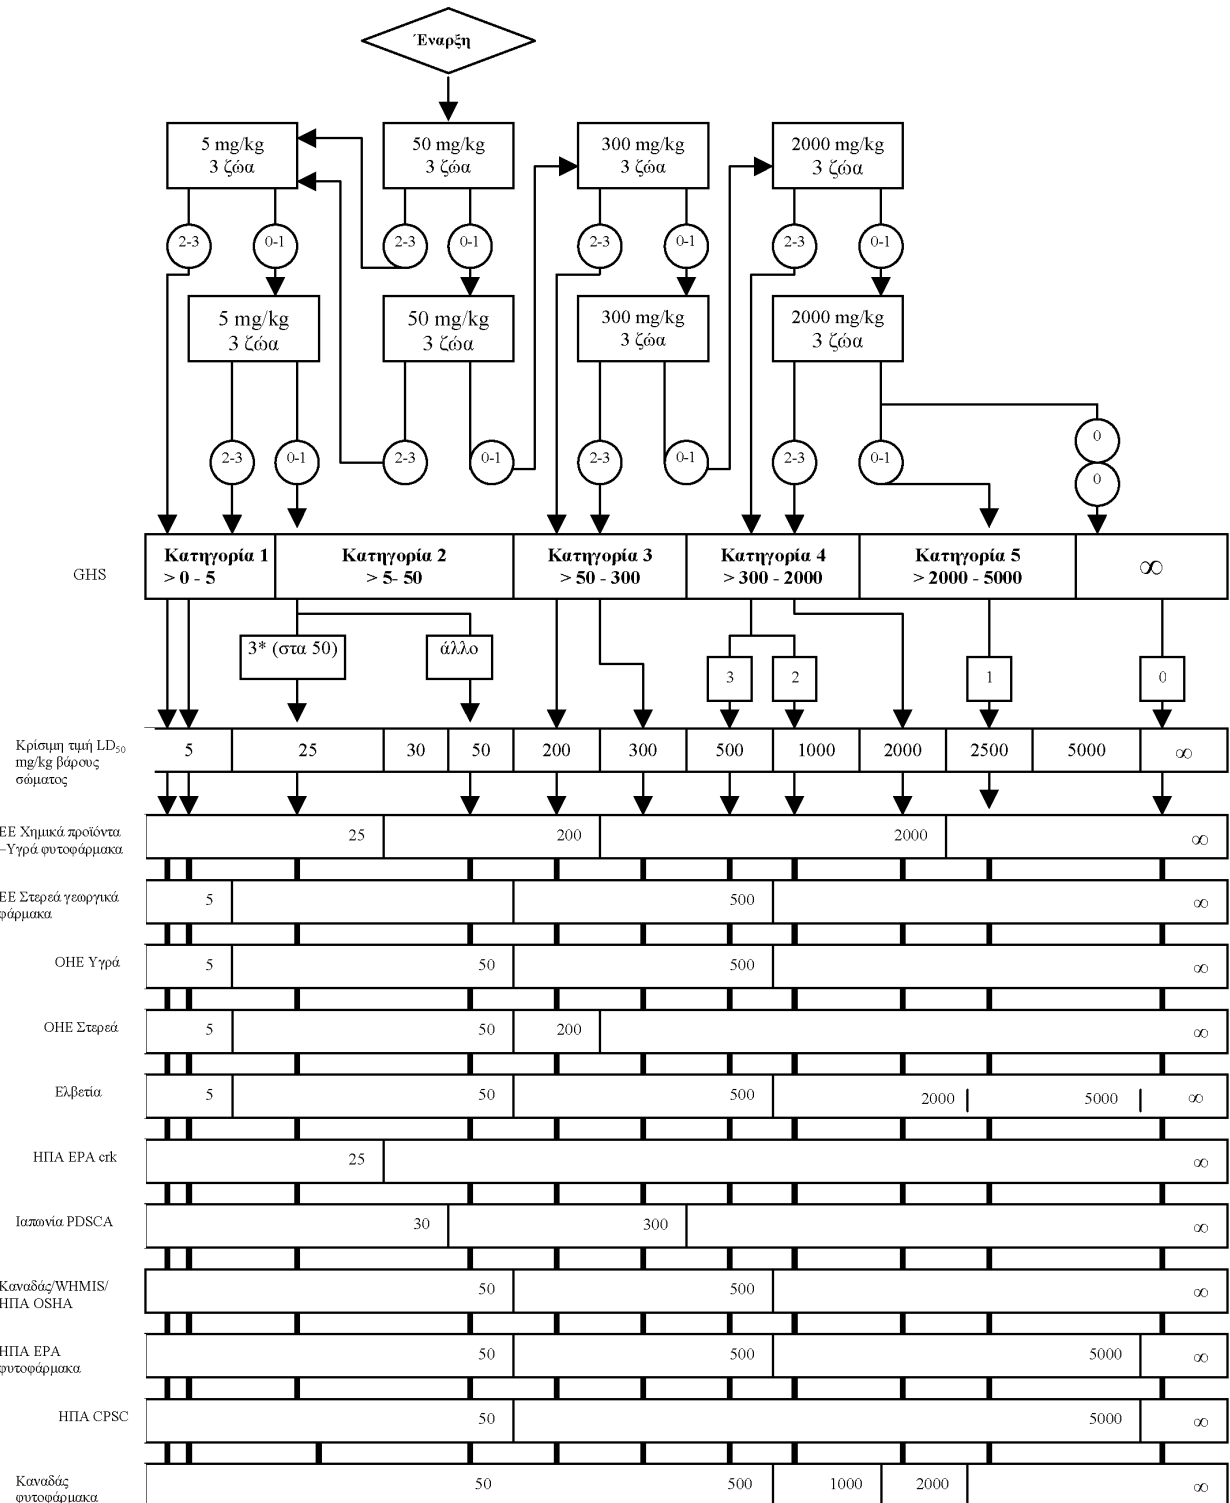 Έναρξη
5 mg/kg
3 ζώα
50 mg/kg
3 ζώα
300 mg/kg
3 ζώα
2000 mg/kg
3 ζώα
2-3
0-1
2-3
0-1
2-3
0-1
2-3
0-1
5 mg/kg
3 ζώα
50 mg/kg
3 ζώα
300 mg/kg
3 ζώα
2000 mg/kg
3 ζώα
2-3
0-1
2-3
0-1
2-3
0-1
2-3
0-1
0
0
GHS
Κατηγορία 1
> 0 - 5
Κατηγορία 2
> 5- 50
Κατηγορία 3
> 50 - 300
Κατηγορία 4
> 300 - 2000
Κατηγορία 5
> 2000 - 5000
∞
3* (στα 50)
άλλο
3
2
1
0
Κρίσιμη τιμή LD50
mg/kg βάρους
σώματος
5 25 30 50 200 300 500 1000 2000 2500 5000 ∞
ΕΕ Χημικά προϊόντα
–Υγρά φυτοφάρμακα
25 200 2000 ∞
ΕΕ Στερεά γεωργικά
φάρμακα
5 500 ∞
ΟΗΕ Υγρά
5 50 500 ∞
ΟΗΕ Στερεά
5 50 200 ∞
Ελβετία
5 50 500 2000 5000 ∞
ΗΠΑ EPA crk
25 ∞
Ιαπωνία PDSCA
30 300 ∞
Καναδάς/WHMIS/
ΗΠΑ OSHA
50 500 ∞
ΗΠΑ EPA
φυτοφάρμακα
50 500 5000 ∞
ΗΠΑ CPSC
50 5000 ∞
Καναδάς
φυτοφάρμακα
50 500 1000 2000 ∞